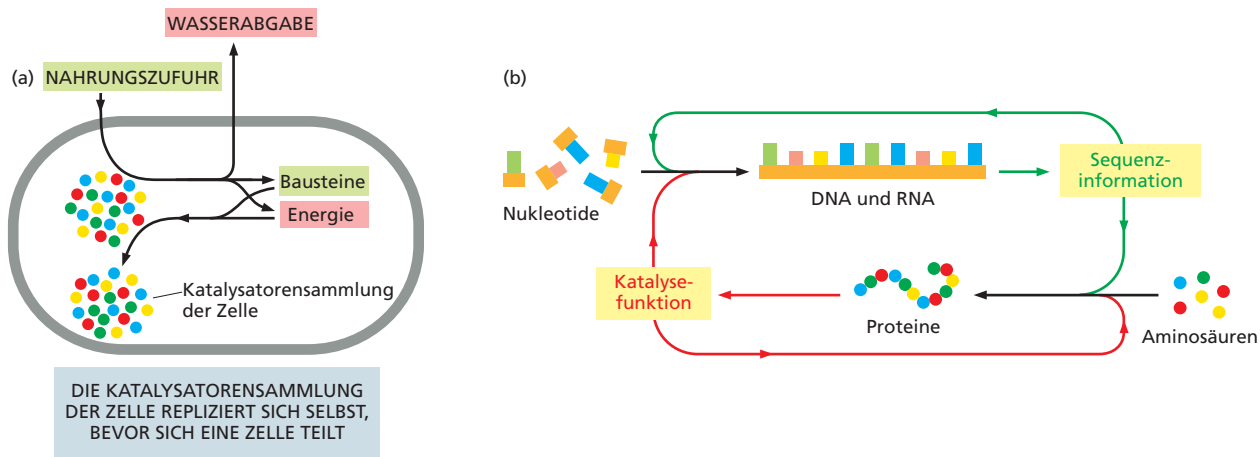 (a)
WASSERABGABE
NAHRUNGSZUFUHR
Bausteine
Energie
Katalysatorensammlung
der Zelle
DIE KATALYSATORENSAMMLUNG
DER ZELLE REPLIZIERT SICH SELBST,
BEVOR SICH EINE ZELLE TEILT
(b)
Nukleotide
DNA und RNA
Sequenz-
information
Katalyse-
funktion
Proteine
Aminosäuren